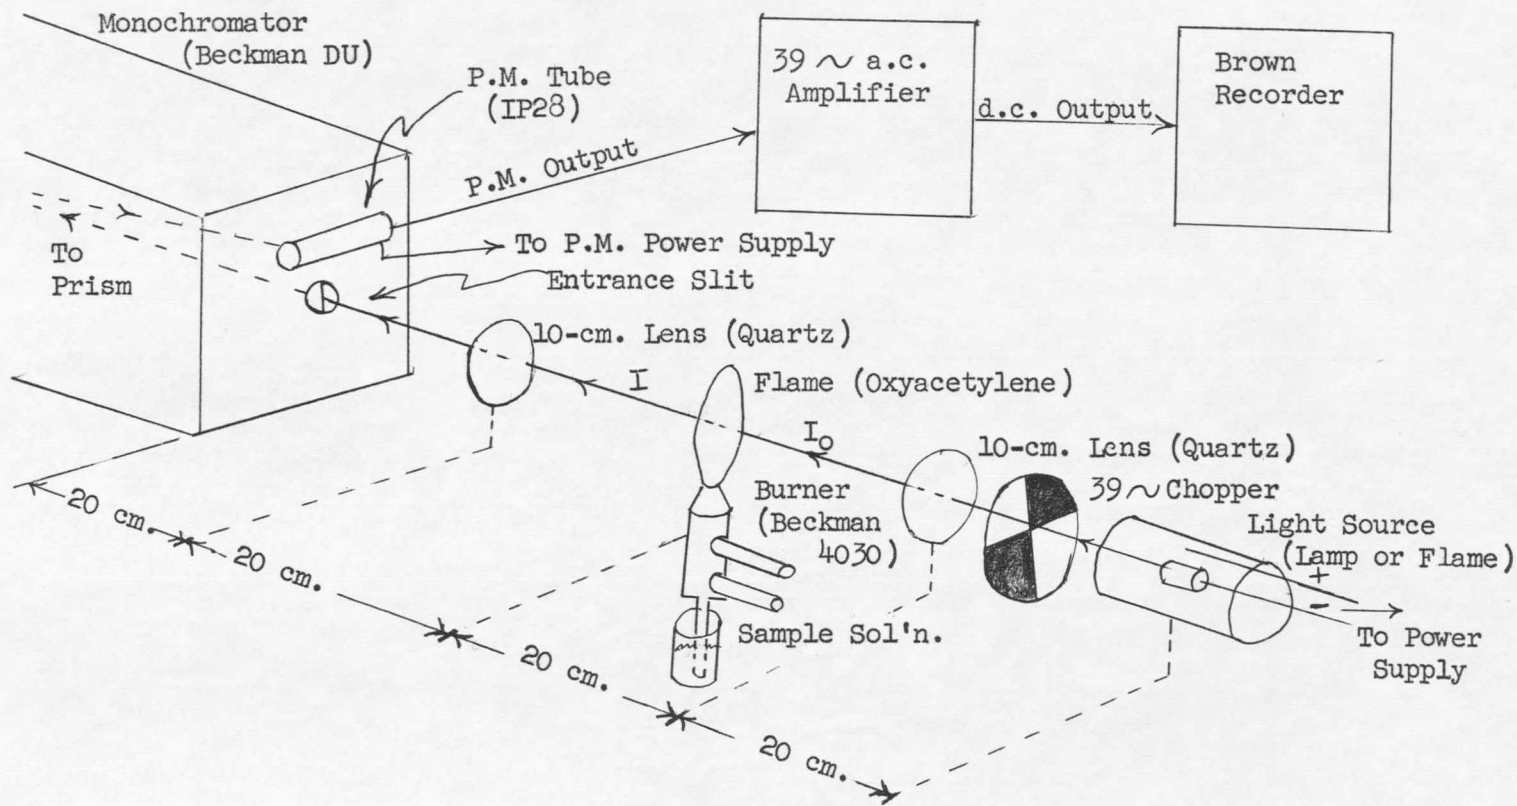 Monochromator
(Beckman DU)
P.M. Tube
(IP28)
39 ~ a.c.
Amplifier
Brown
Recorder
d.c. Output
P.M. Output
To P.M. Power Supply
To
Prism
Entrance Slit
10-cm. Lens (Quartz)
I
Flame (Oxyacetylene)
I₀
10-cm. Lens (Quartz)
39 ~ Chopper
Burner
(Beckman
4030)
Light Source
(Lamp or Flame)
+
-
To Power
Supply
Sample Sol'n.
20 cm.
20 cm.
20 cm.
20 cm.